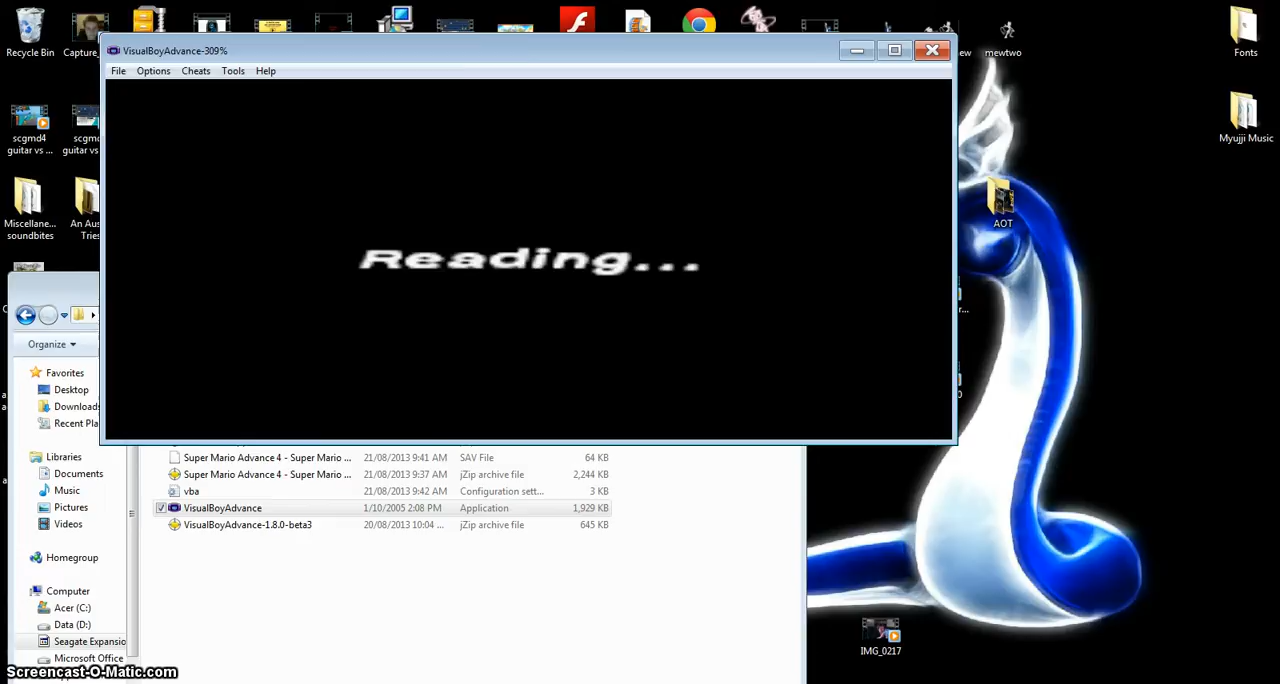 Recycle Bin
Capture_
ew
mewtwo
Fonts
VisualBoyAdvance-309%
File Options Cheats Tools Help
Reading...
scgmd4
guitar vs ...
scgmd
guitar vs
Myujji Music
Miscellane...
soundbites
An Aus
Tries
AOT
Organize
Favorites
Desktop
Downloads
Recent Pla
Libraries
Documents
Music
Pictures
Videos
Homegroup
Computer
Acer (C:)
Data (D:)
Seagate Expansio
Microsoft Office
Super Mario Advance 4 - Super Mario ... 21/08/2013 9:41 AM SAV File 64 KB
Super Mario Advance 4 - Super Mario ... 21/08/2013 9:37 AM jZip archive file 2,244 KB
vba 21/08/2013 9:42 AM Configuration sett... 3 KB
VisualBoyAdvance 1/10/2005 2:08 PM Application 1,929 KB
VisualBoyAdvance-1.8.0-beta3 20/08/2013 10:04 ... jZip archive file 645 KB
IMG_0217
Screencast-O-Matic.com